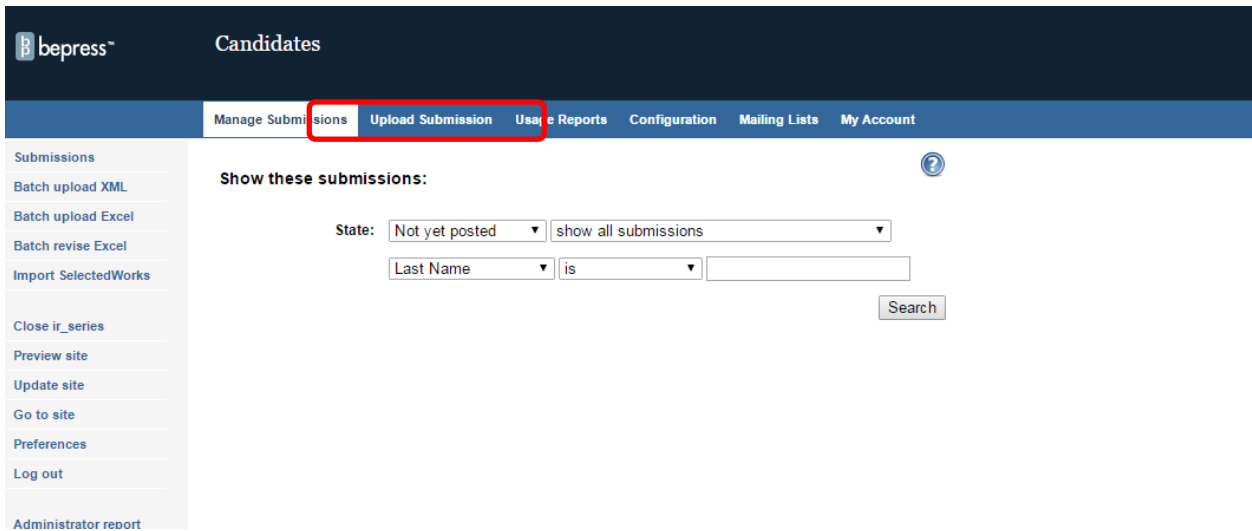 bepress™
Candidates
Manage Submissions Upload Submission Usage Reports Configuration Mailing Lists My Account
Submissions
Batch upload XML
Batch upload Excel
Batch revise Excel
Import SelectedWorks
Close ir_series
Preview site
Update site
Go to site
Preferences
Log out
Administrator report
?
Show these submissions:
State: Not yet posted show all submissions
Last Name is
Search